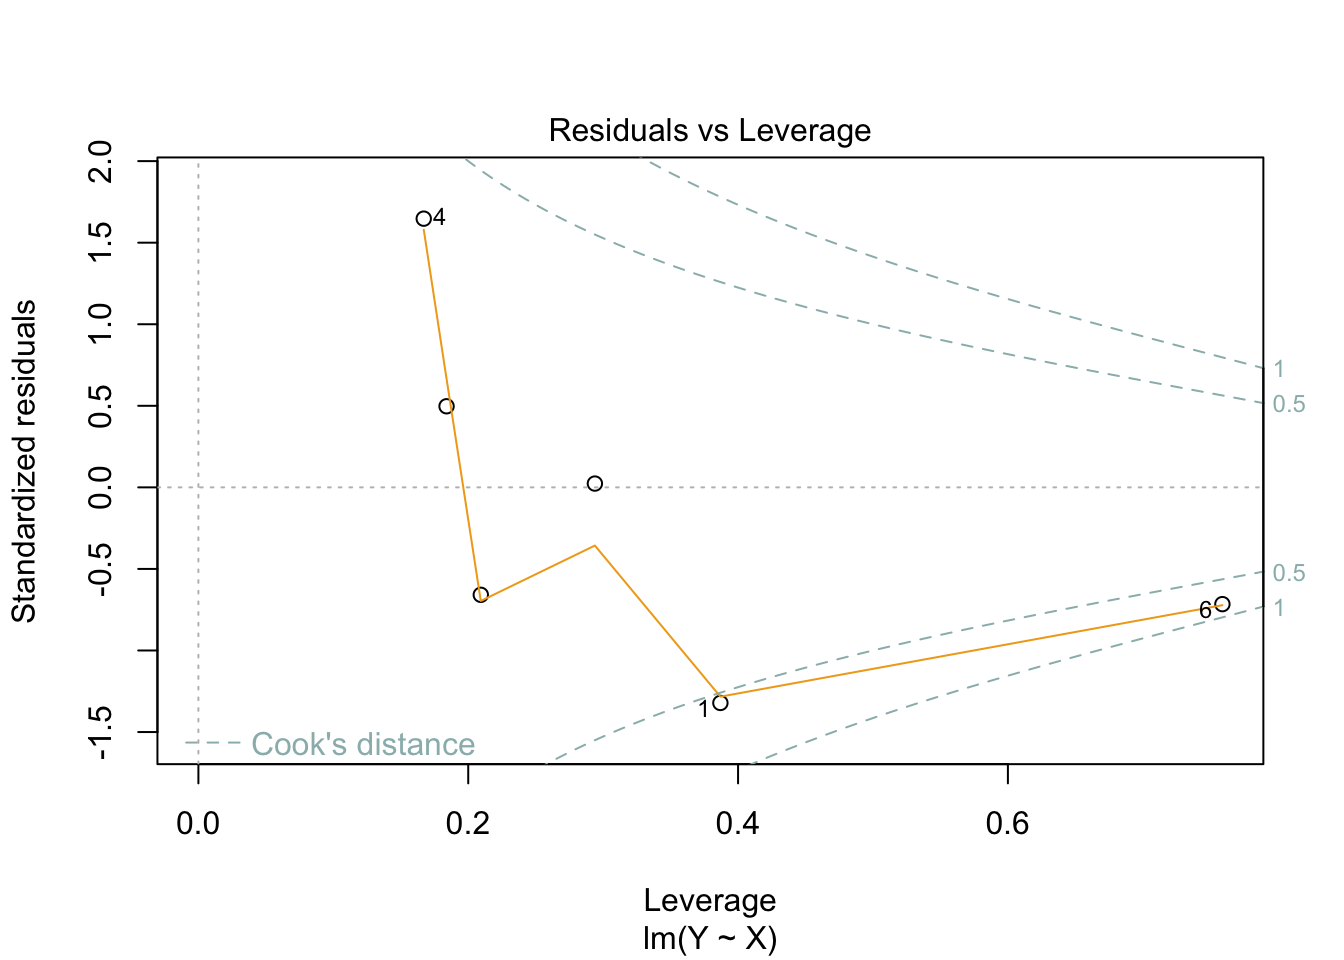 Residuals vs Leverage
2.0
1.5
1.0
0.5
0.0
-0.5
-1.5
Standardized residuals
4
1
6
1
0.5
0.5
1
Cook's distance
0.0 0.2 0.4 0.6
Leverage
lm(Y ~ X)